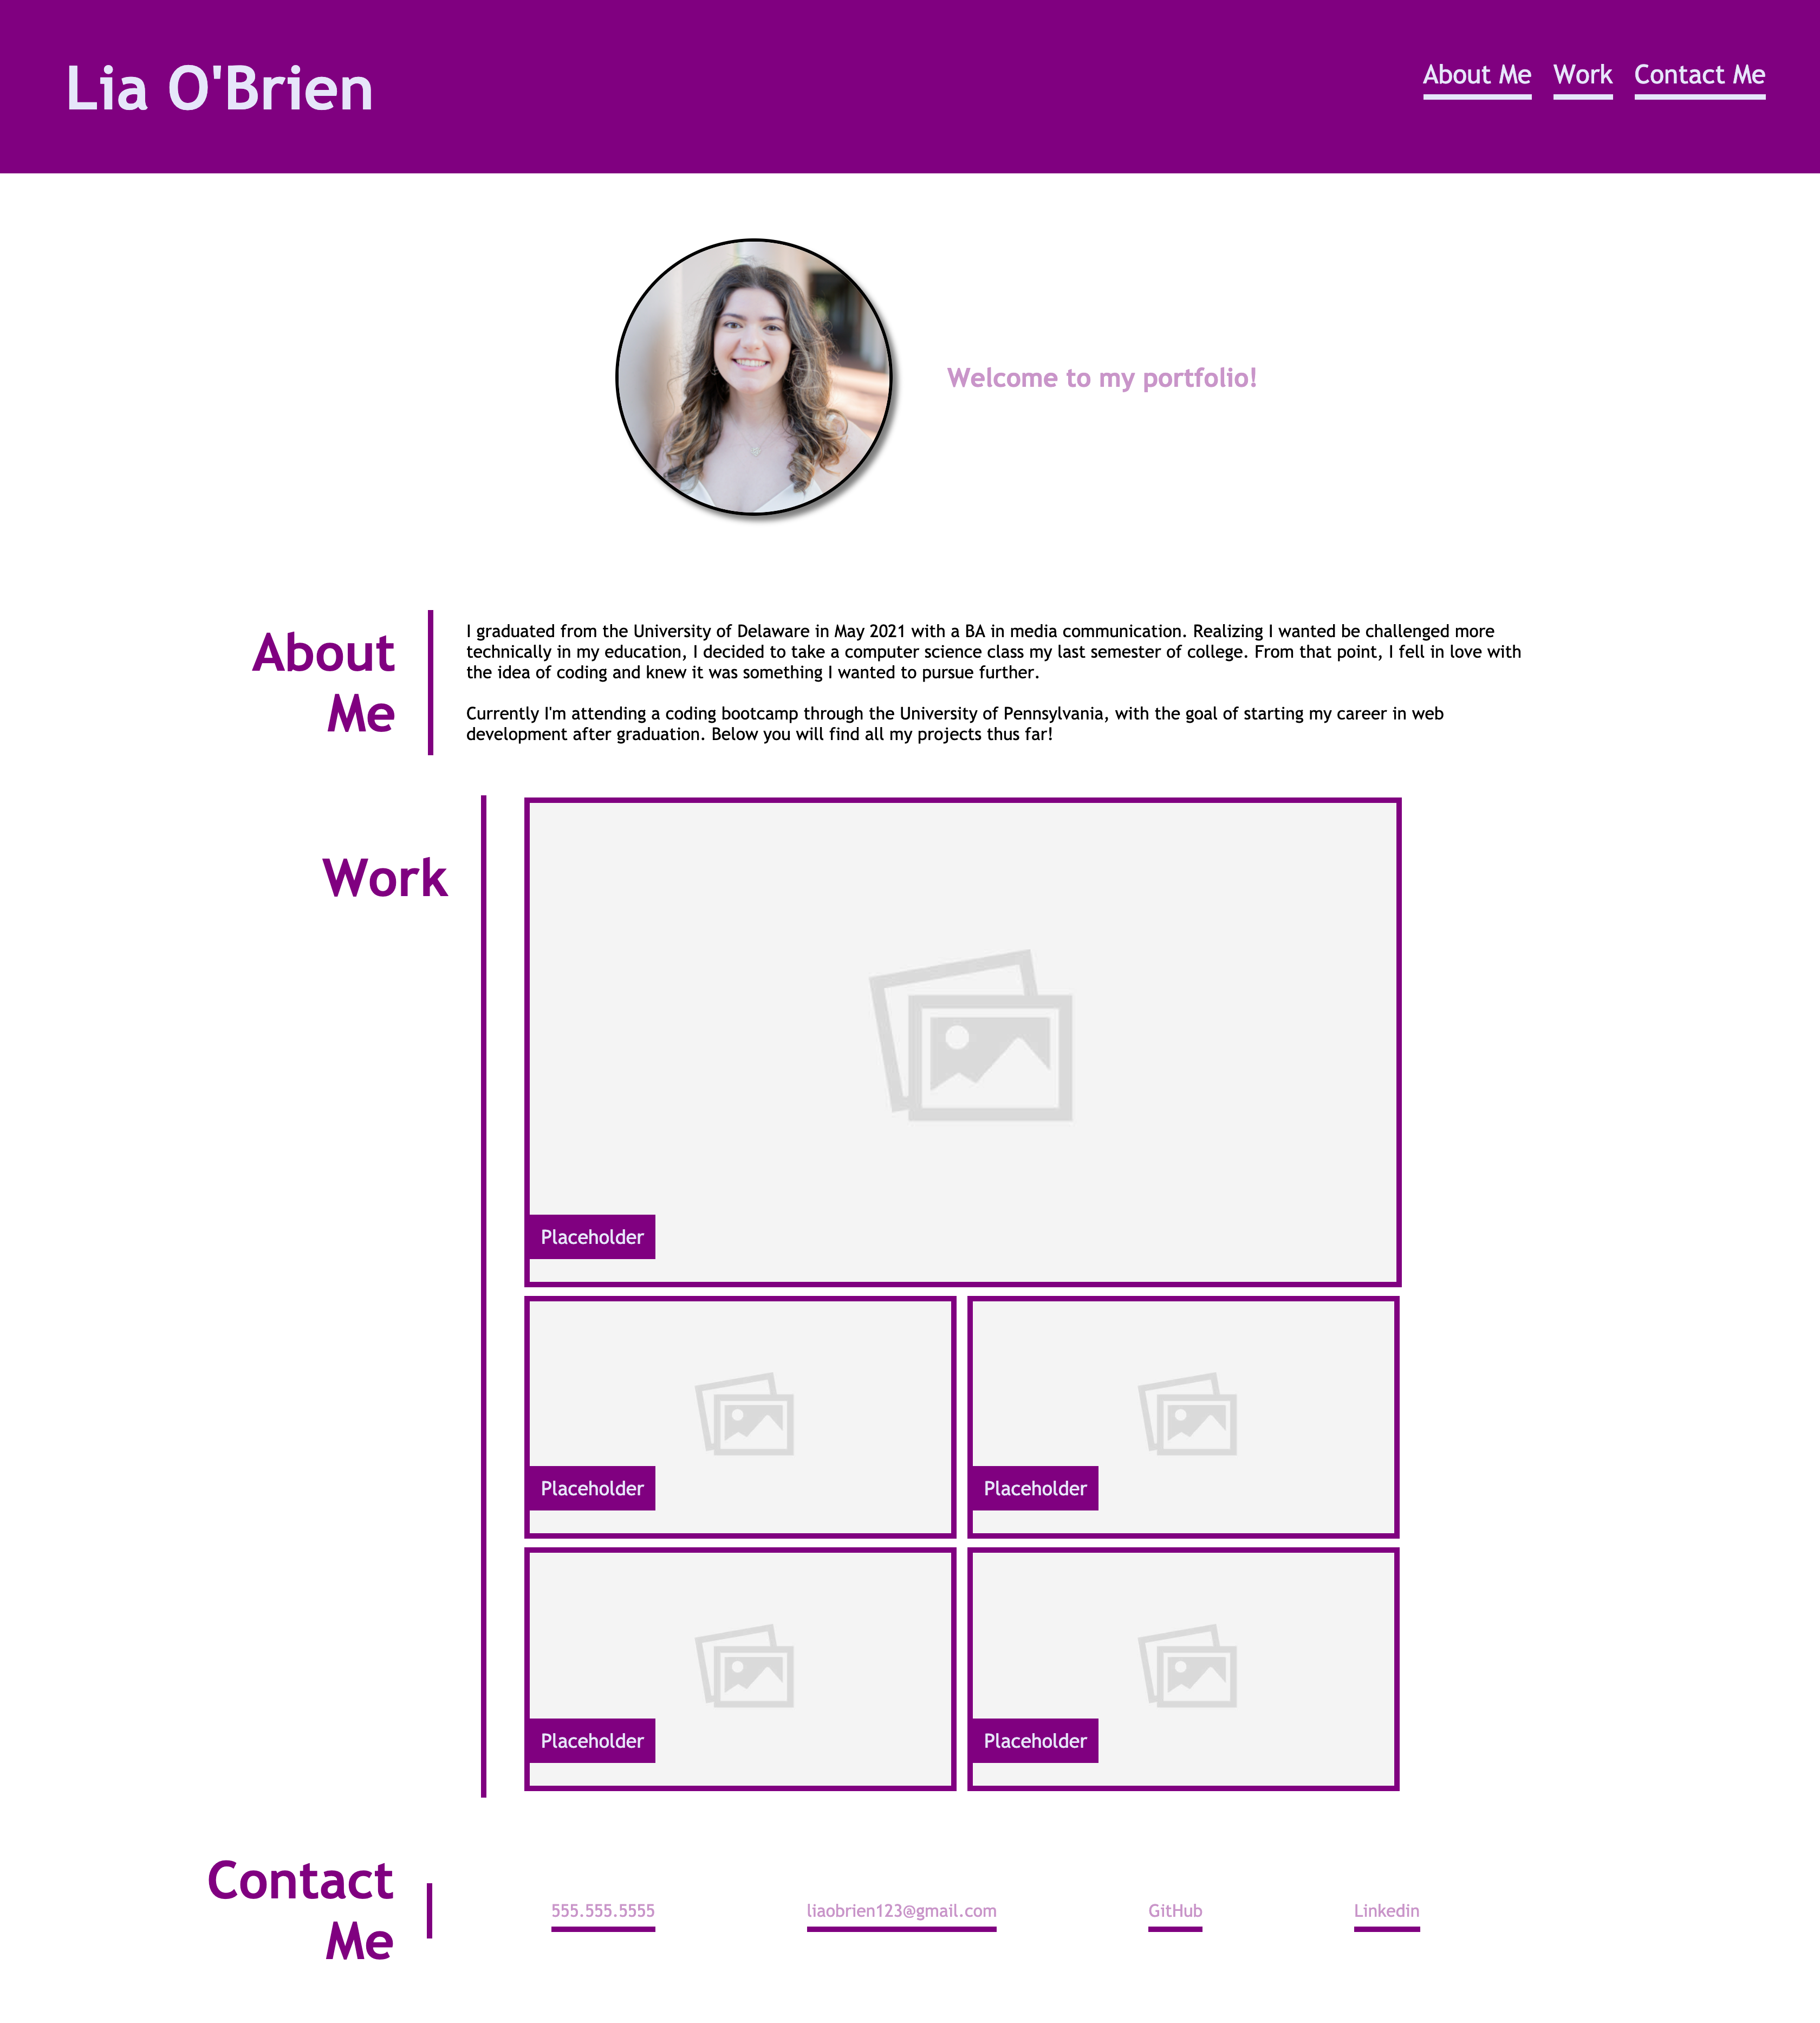 Lia O'Brien
About Me Work Contact Me
Welcome to my portfolio!
About
Me
I graduated from the University of Delaware in May 2021 with a BA in media communication. Realizing I wanted be challenged more
technically in my education, I decided to take a computer science class my last semester of college. From that point, I fell in love with
the idea of coding and knew it was something I wanted to pursue further.
Currently I'm attending a coding bootcamp through the University of Pennsylvania, with the goal of starting my career in web
development after graduation. Below you will find all my projects thus far!
Work
Placeholder
Placeholder Placeholder
Placeholder Placeholder
Contact
Me
555.555.5555 liaobrien123@gmail.com GitHub Linkedin